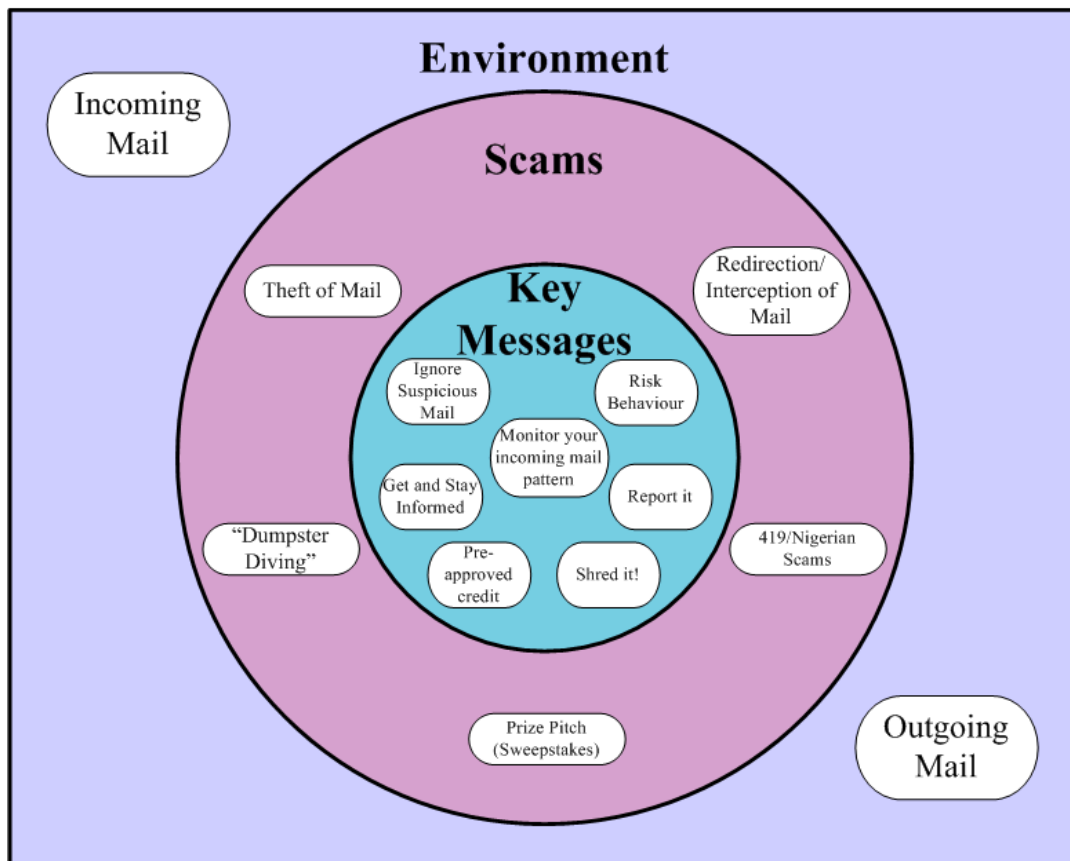 Environment
Incoming
Mail
Scams
Theft of Mail
Redirection/
Interception of
Mail
Key
Messages
Ignore
Suspicious
Mail
Risk
Behaviour
Monitor your
incoming mail
pattern
Get and Stay
Informed
Report it
Pre-
approved
credit
Shred it!
“Dumpster
Diving”
419/Nigerian
Scams
Prize Pitch
(Sweepstakes)
Outgoing
Mail